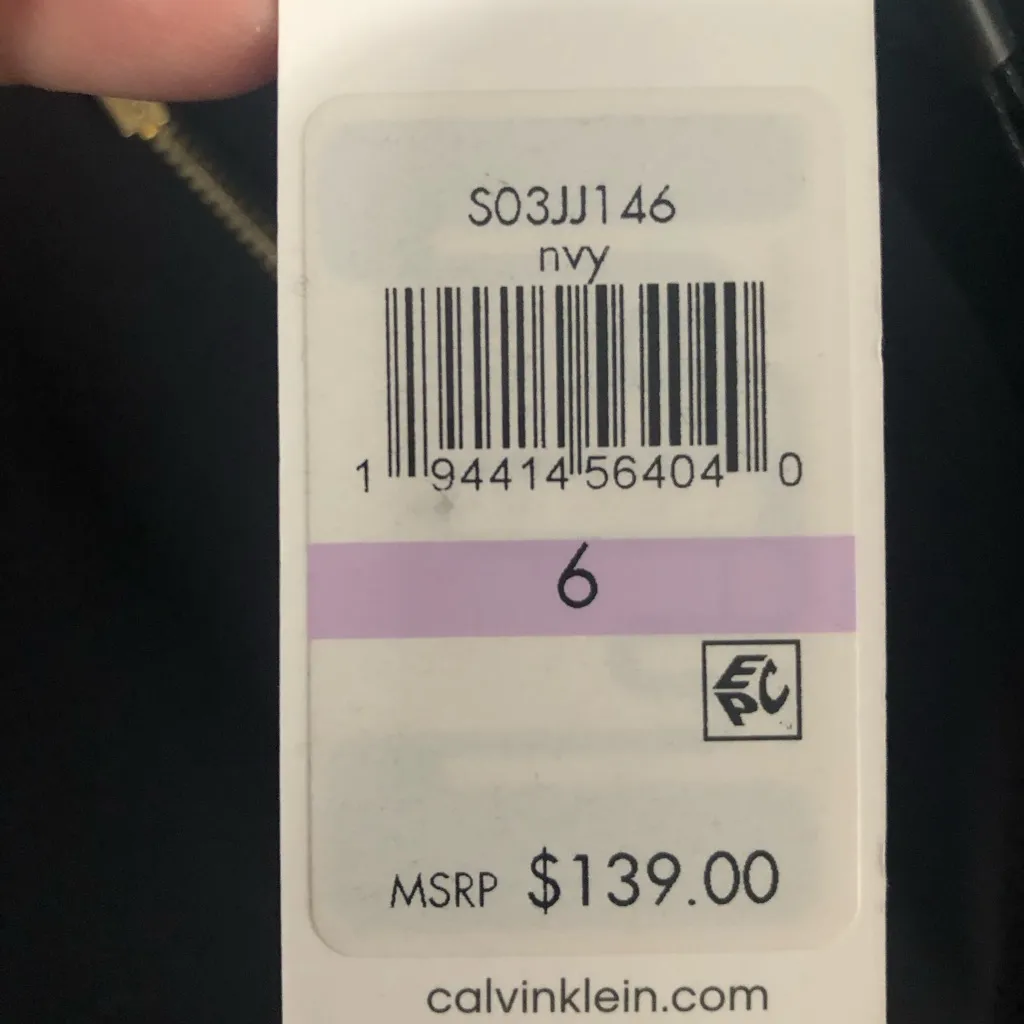 S03JJ146
nvy
1 94414 56404 0
6
EPC
MSRP $139.00
calvinklein.com